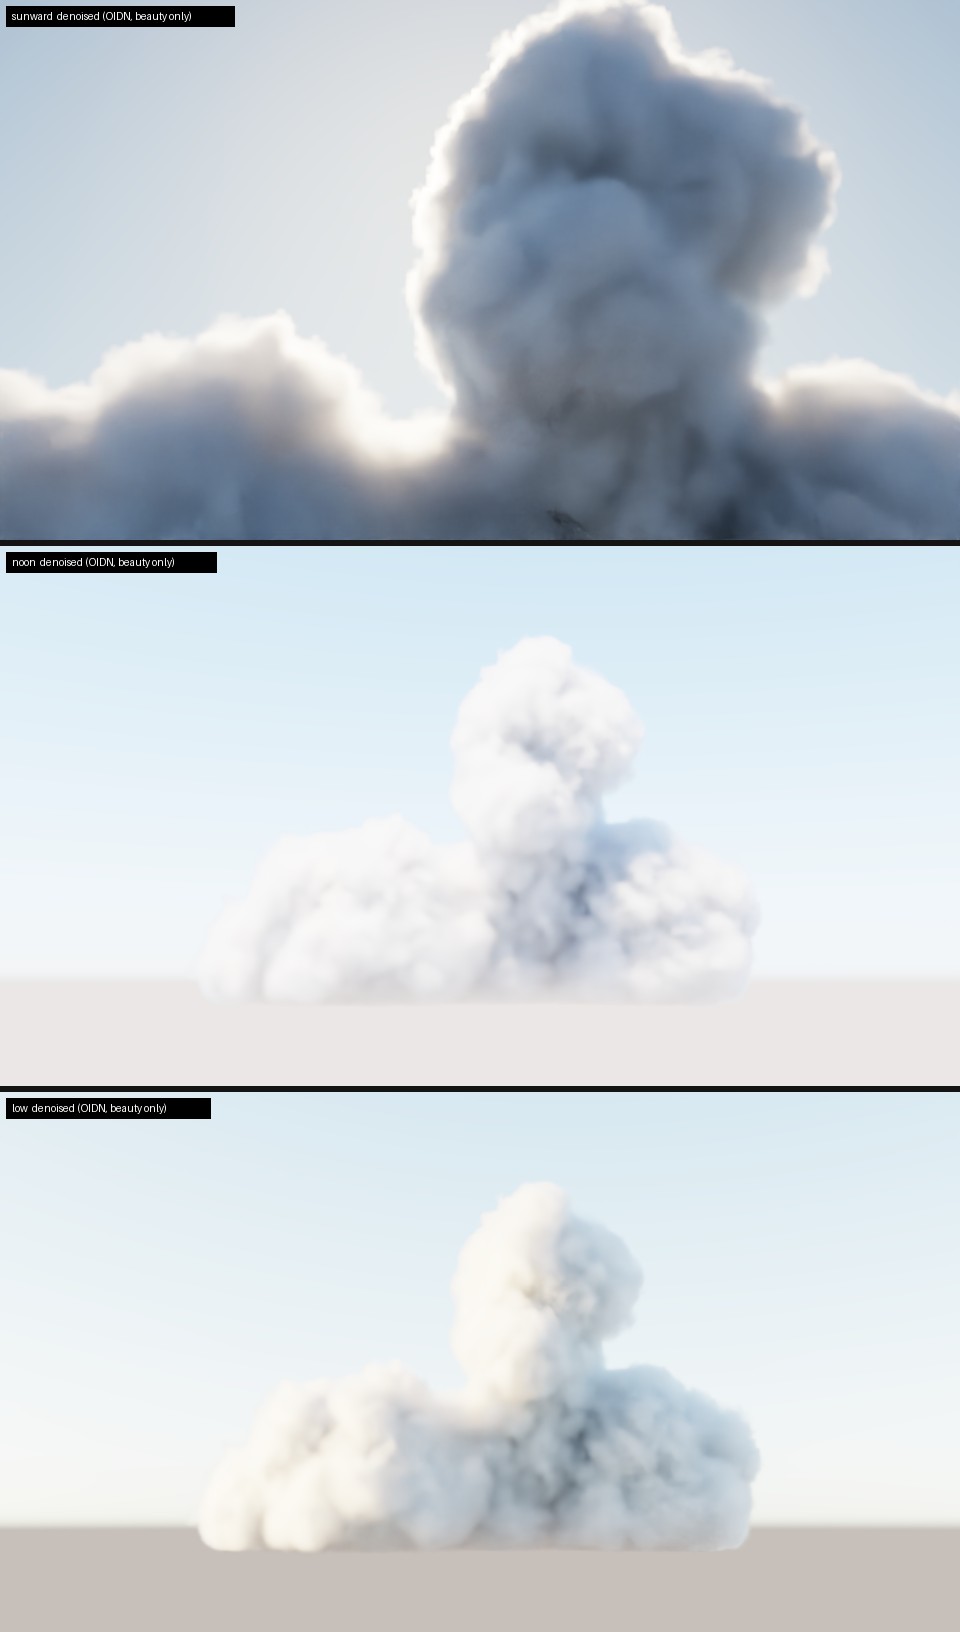 sunward denoised (OIDN, beauty only)
noon denoised (OIDN, beauty only)
low denoised (OIDN, beauty only)